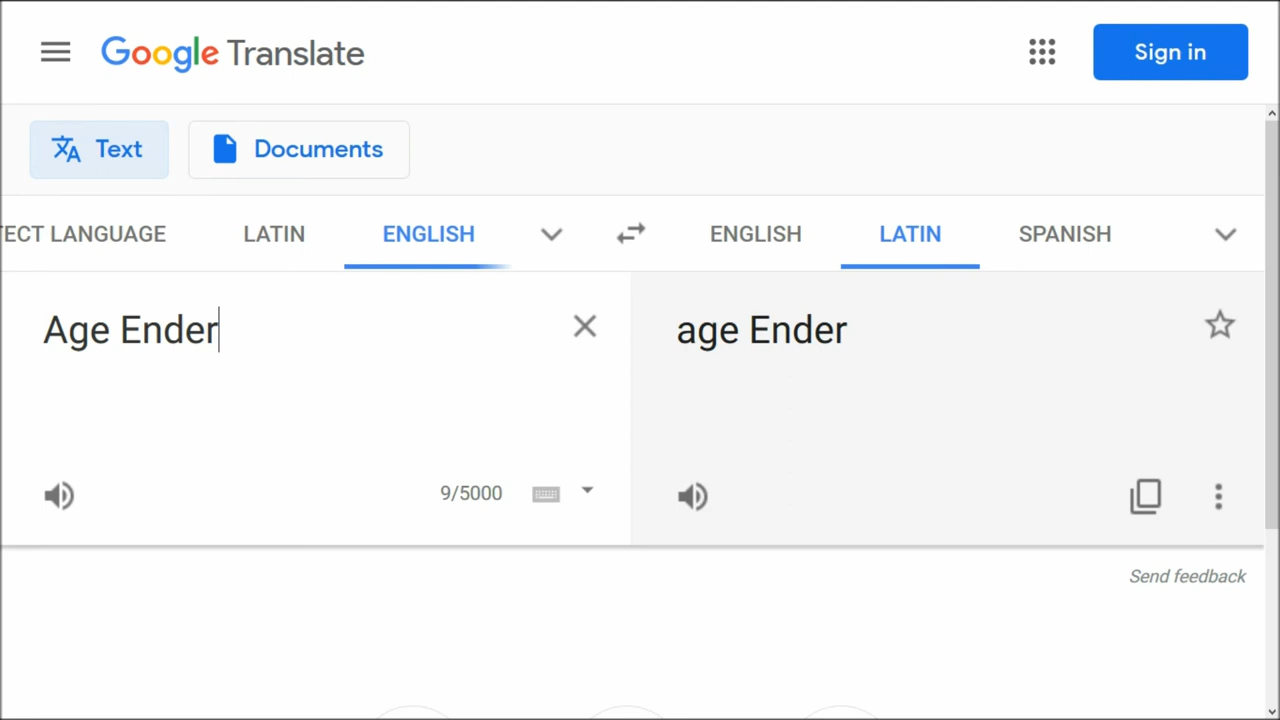 Google Translate
Sign in
Text
Documents
TECT LANGUAGE
LATIN
ENGLISH
ENGLISH
LATIN
SPANISH
Age Ender
age Ender
9/5000
Send feedback